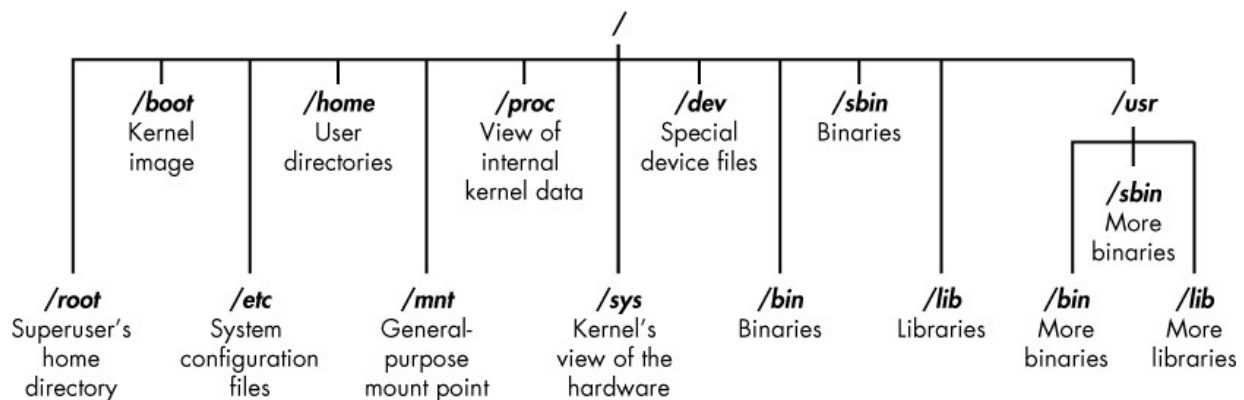 /
/boot
Kernel
image
/home
User
directories
/proc
View of
internal
kernel data
/dev
Special
device files
/sbin
Binaries
/usr
/sbin
More
binaries
/root
Superuser's
home
directory
/etc
System
configuration
files
/mnt
General-
purpose
mount point
/sys
Kernel's
view of the
hardware
/bin
Binaries
/lib
Libraries
/bin
More
binaries
/lib
More
libraries